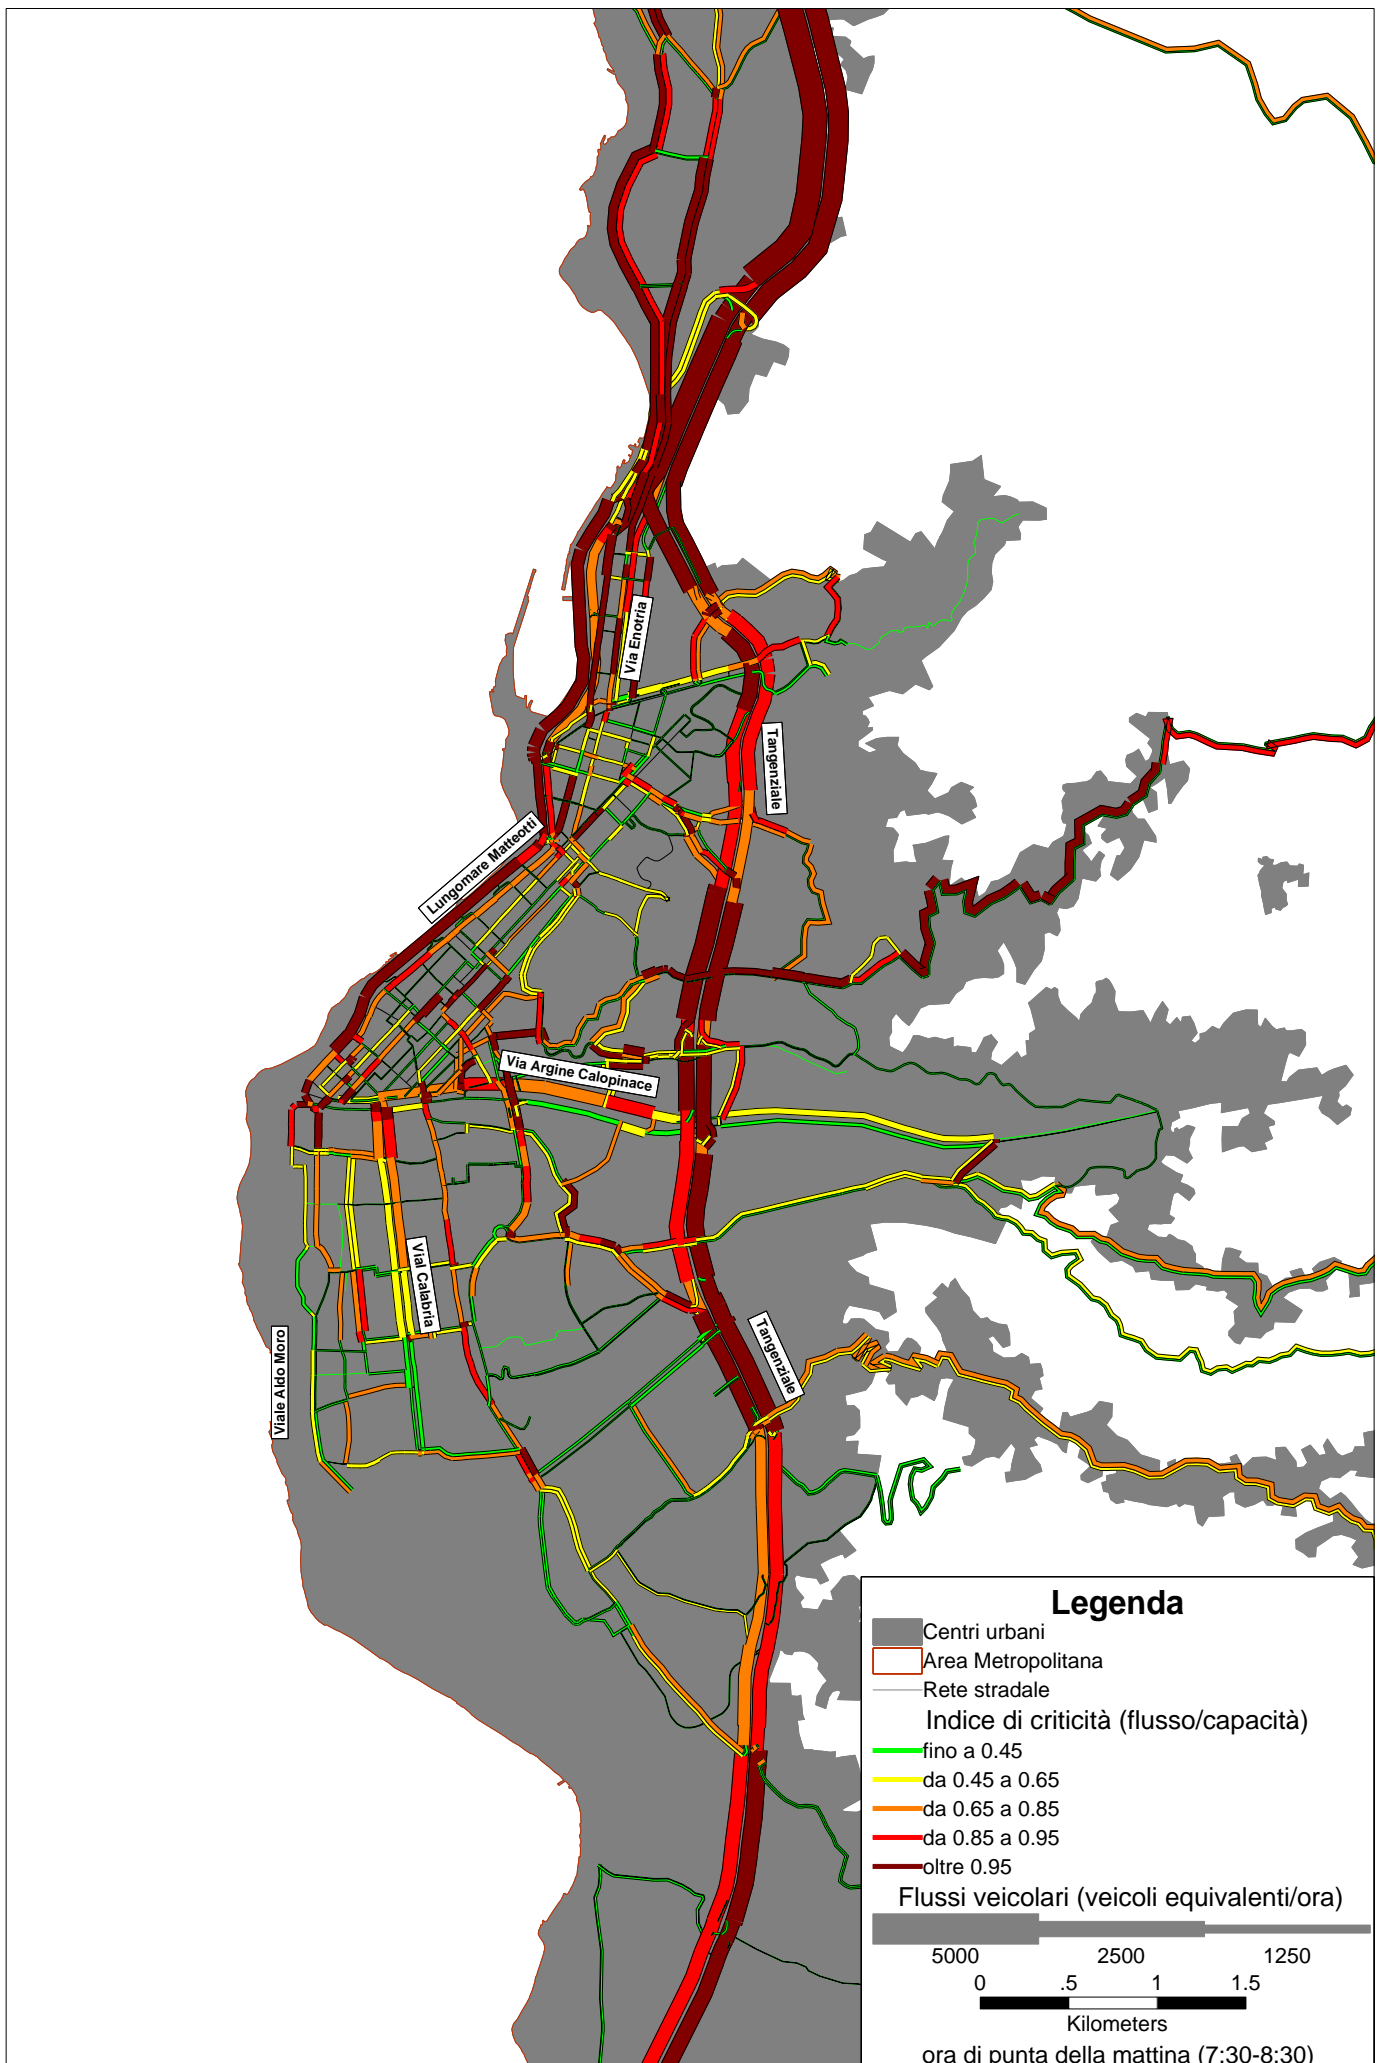 Via Enotria
Tangenziale
Lungomare Matteotti
Via Argine Calopinace
Vial Calabria
Viale Aldo Moro
Tangenziale
Legenda
Centri urbani
Area Metropolitana
Rete stradale
Indice di criticità (flusso/capacità)
fino a 0.45
da 0.45 a 0.65
da 0.65 a 0.85
da 0.85 a 0.95
oltre 0.95
Flussi veicolari (veicoli equivalenti/ora)
5000 2500 1250
0 .5 1 1.5
Kilometers
ora di punta della mattina (7:30-8:30)